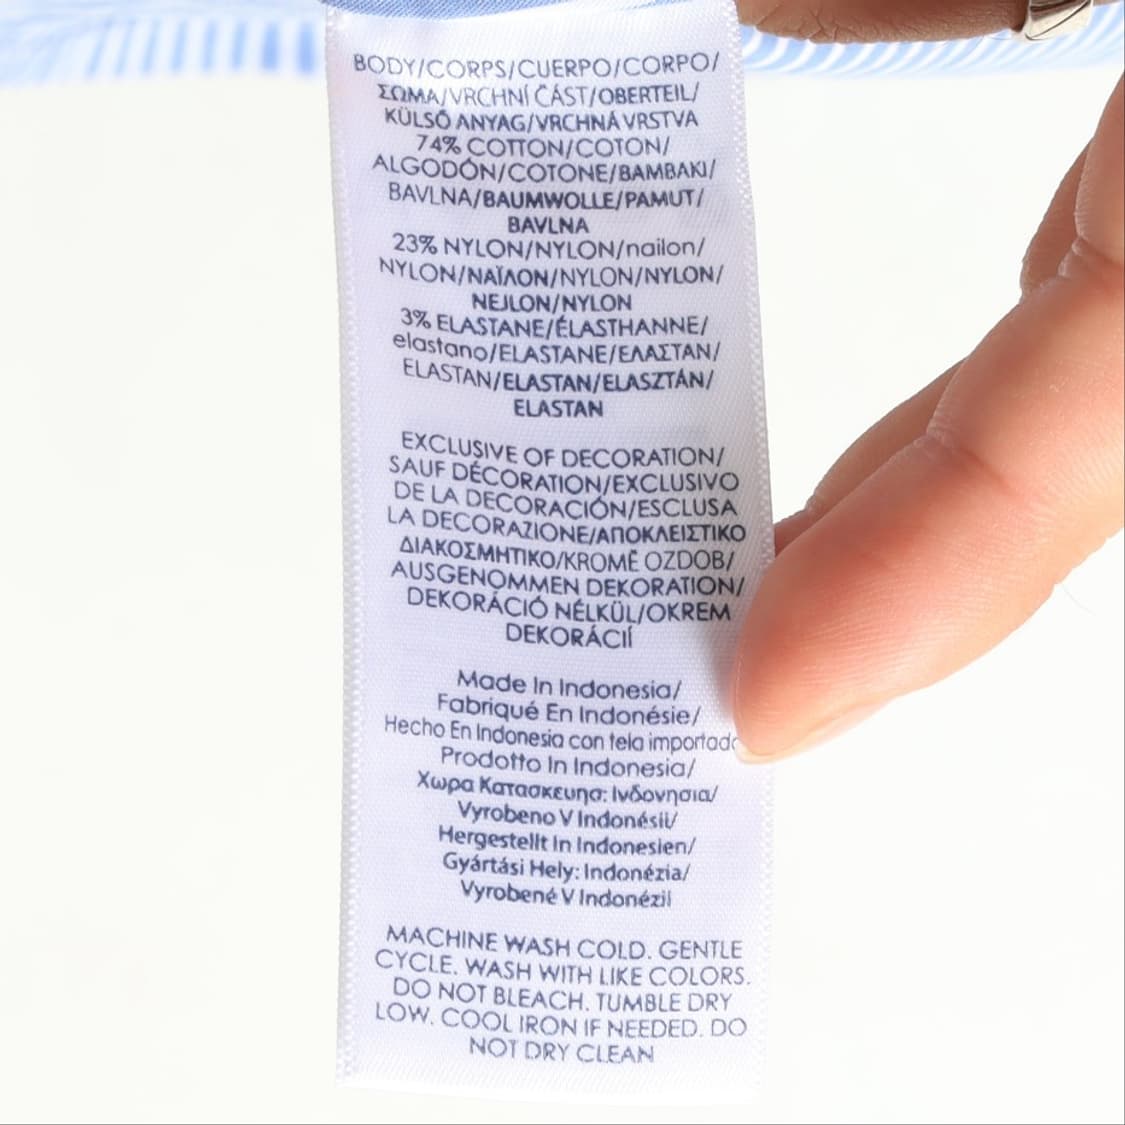 BODY/CORPS/CUERPO/CORPO/
ΣΩΜΑ/VRCHNÍ ČÁST/OBERTEIL/
KÜLSŐ ANYAG/VRCHNÁ VRSTVA
74% COTTON/COTON/
ALGODÓN/COTONE/ΒΑΜΒΑΚΙ/
BAVLNA/BAUMWOLLE/PAMUT/
BAVLNA
23% NYLON/NYLON/nailon/
NYLON/ΝΑΪΛΟΝ/NYLON/NYLON/
NEJLON/NYLON
3% ELASTANE/ÉLASTHANNE/
elastano/ELASTANE/ΕΛΑΣΤΑΝ/
ELASTAN/ELASTAN/ELASZTÁN/
ELASTAN
EXCLUSIVE OF DECORATION/
SAUF DÉCORATION/EXCLUSIVO
DE LA DECORACIÓN/ESCLUSA
LA DECORAZIONE/ΑΠΟΚΛΕΙΣΤΙΚΟ
ΔΙΑΚΟΣΜΗΤΙΚΟ/KROMĚ OZDOB/
AUSGENOMMEN DEKORATION/
DEKORÁCIÓ NÉLKÜL/OKREM
DEKORÁCIÍ
Made In Indonesia/
Fabriqué En Indonésie/
Hecho En Indonesia con tela importad
Prodotto In Indonesia/
Χωρα Κατασκευησ: Ινδονησια/
Vyrobeno V Indonésii/
Hergestellt In Indonesien/
Gyártási Hely: Indonézia/
Vyrobené V Indonézii
MACHINE WASH COLD. GENTLE
CYCLE. WASH WITH LIKE COLORS.
DO NOT BLEACH. TUMBLE DRY
LOW. COOL IRON IF NEEDED. DO
NOT DRY CLEAN